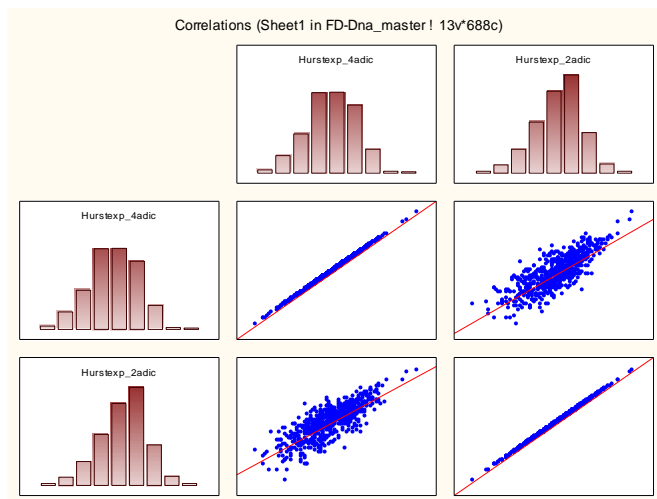 Correlations (Sheet1 in FD-Dna_master ! 13v*688c)
Hurstexp_4adic
Hurstexp_2adic
Hurstexp_4adic
Hurstexp_2adic